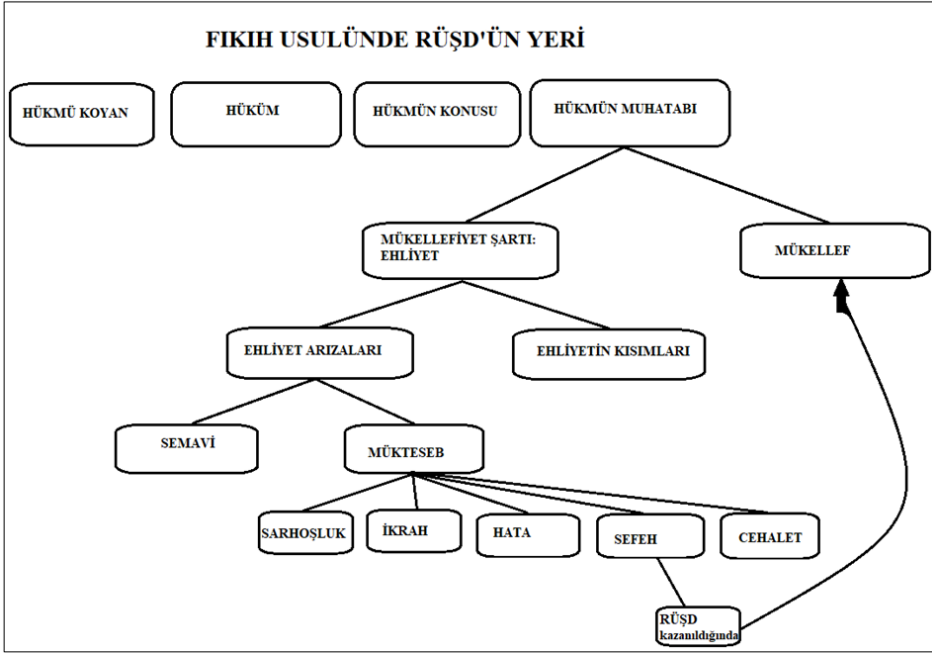 FIKIH USULÜNDE RÜŞD'ÜN YERİ
HÜKMÜ KOYAN
HÜKÜM
HÜKMÜN KONUSU
HÜKMÜN MUHATABI
MÜKELLEFİYET ŞARTI:
EHLİYET
MÜKELLEF
EHLİYET ARIZALARI
EHLİYETİN KISIMLARI
SEMAVİ
MÜKTESEB
SARHOŞLUK
İKRAH
HATA
SEFEH
CEHALET
RÜŞD
kazanıldığında